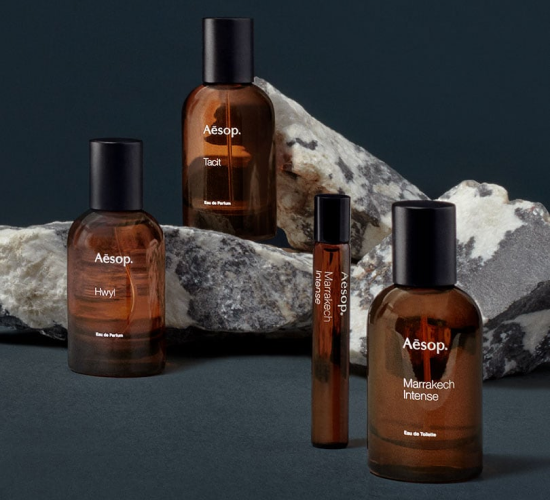 Aēsop.
Tacit
Eau de Parfum
Aēsop.
Hwyl
Eau de Parfum
Aēsop.
Marrakech
Intense
Aēsop.
Marrakech
Intense
Eau de Toilette